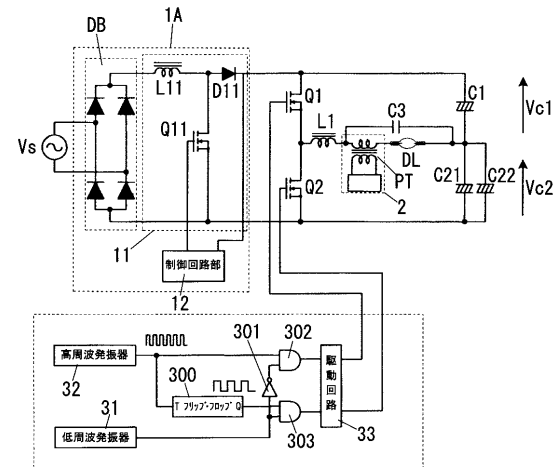 1A
DB
L11
D11
Q11
Vs
11
制御回路部
12
Q1
Q2
L1
C3
DL
PT
2
C1
C21
C22
Vc1
Vc2
高周波発振器
32
300
T フリップ・フロップ Q
301
302
303
駆動回路
33
31
低周波発振器